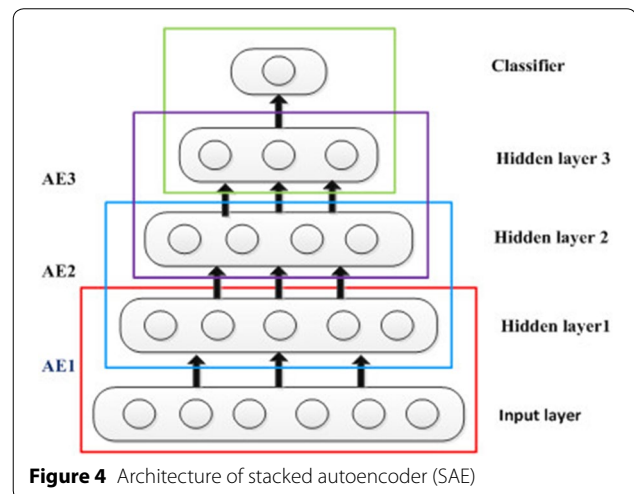 Classifier
Hidden layer 3
AE3
Hidden layer 2
AE2
Hidden layer1
AE1
Input layer
Figure 4 Architecture of stacked autoencoder (SAE)